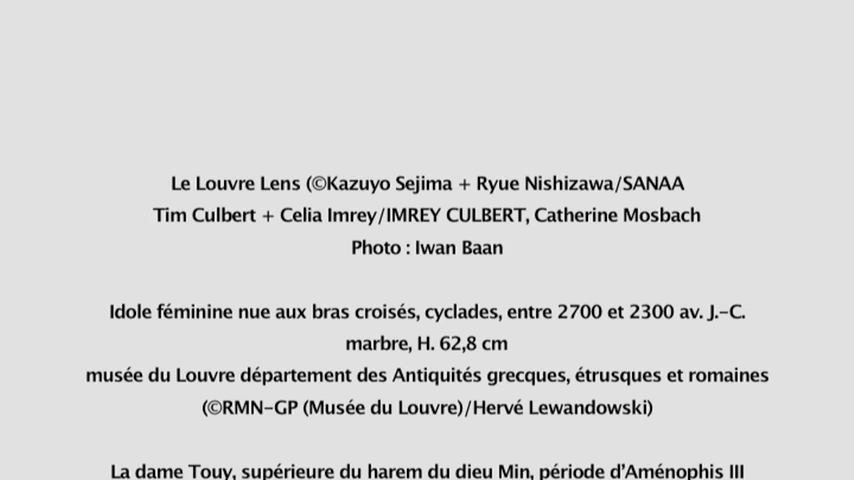 Le Louvre Lens (©Kazuyo Sejima + Ryue Nishizawa/SANAA
Tim Culbert + Celia Imrey/IMREY CULBERT, Catherine Mosbach
Photo : Iwan Baan
Idole féminine nue aux bras croisés, cyclades, entre 2700 et 2300 av. J.-C.
marbre, H. 62,8 cm
musée du Louvre département des Antiquités grecques, étrusques et romaines
(©RMN-GP (Musée du Louvre)/Hervé Lewandowski)
La dame Touy, supérieure du harem du dieu Min, période d'Aménophis III